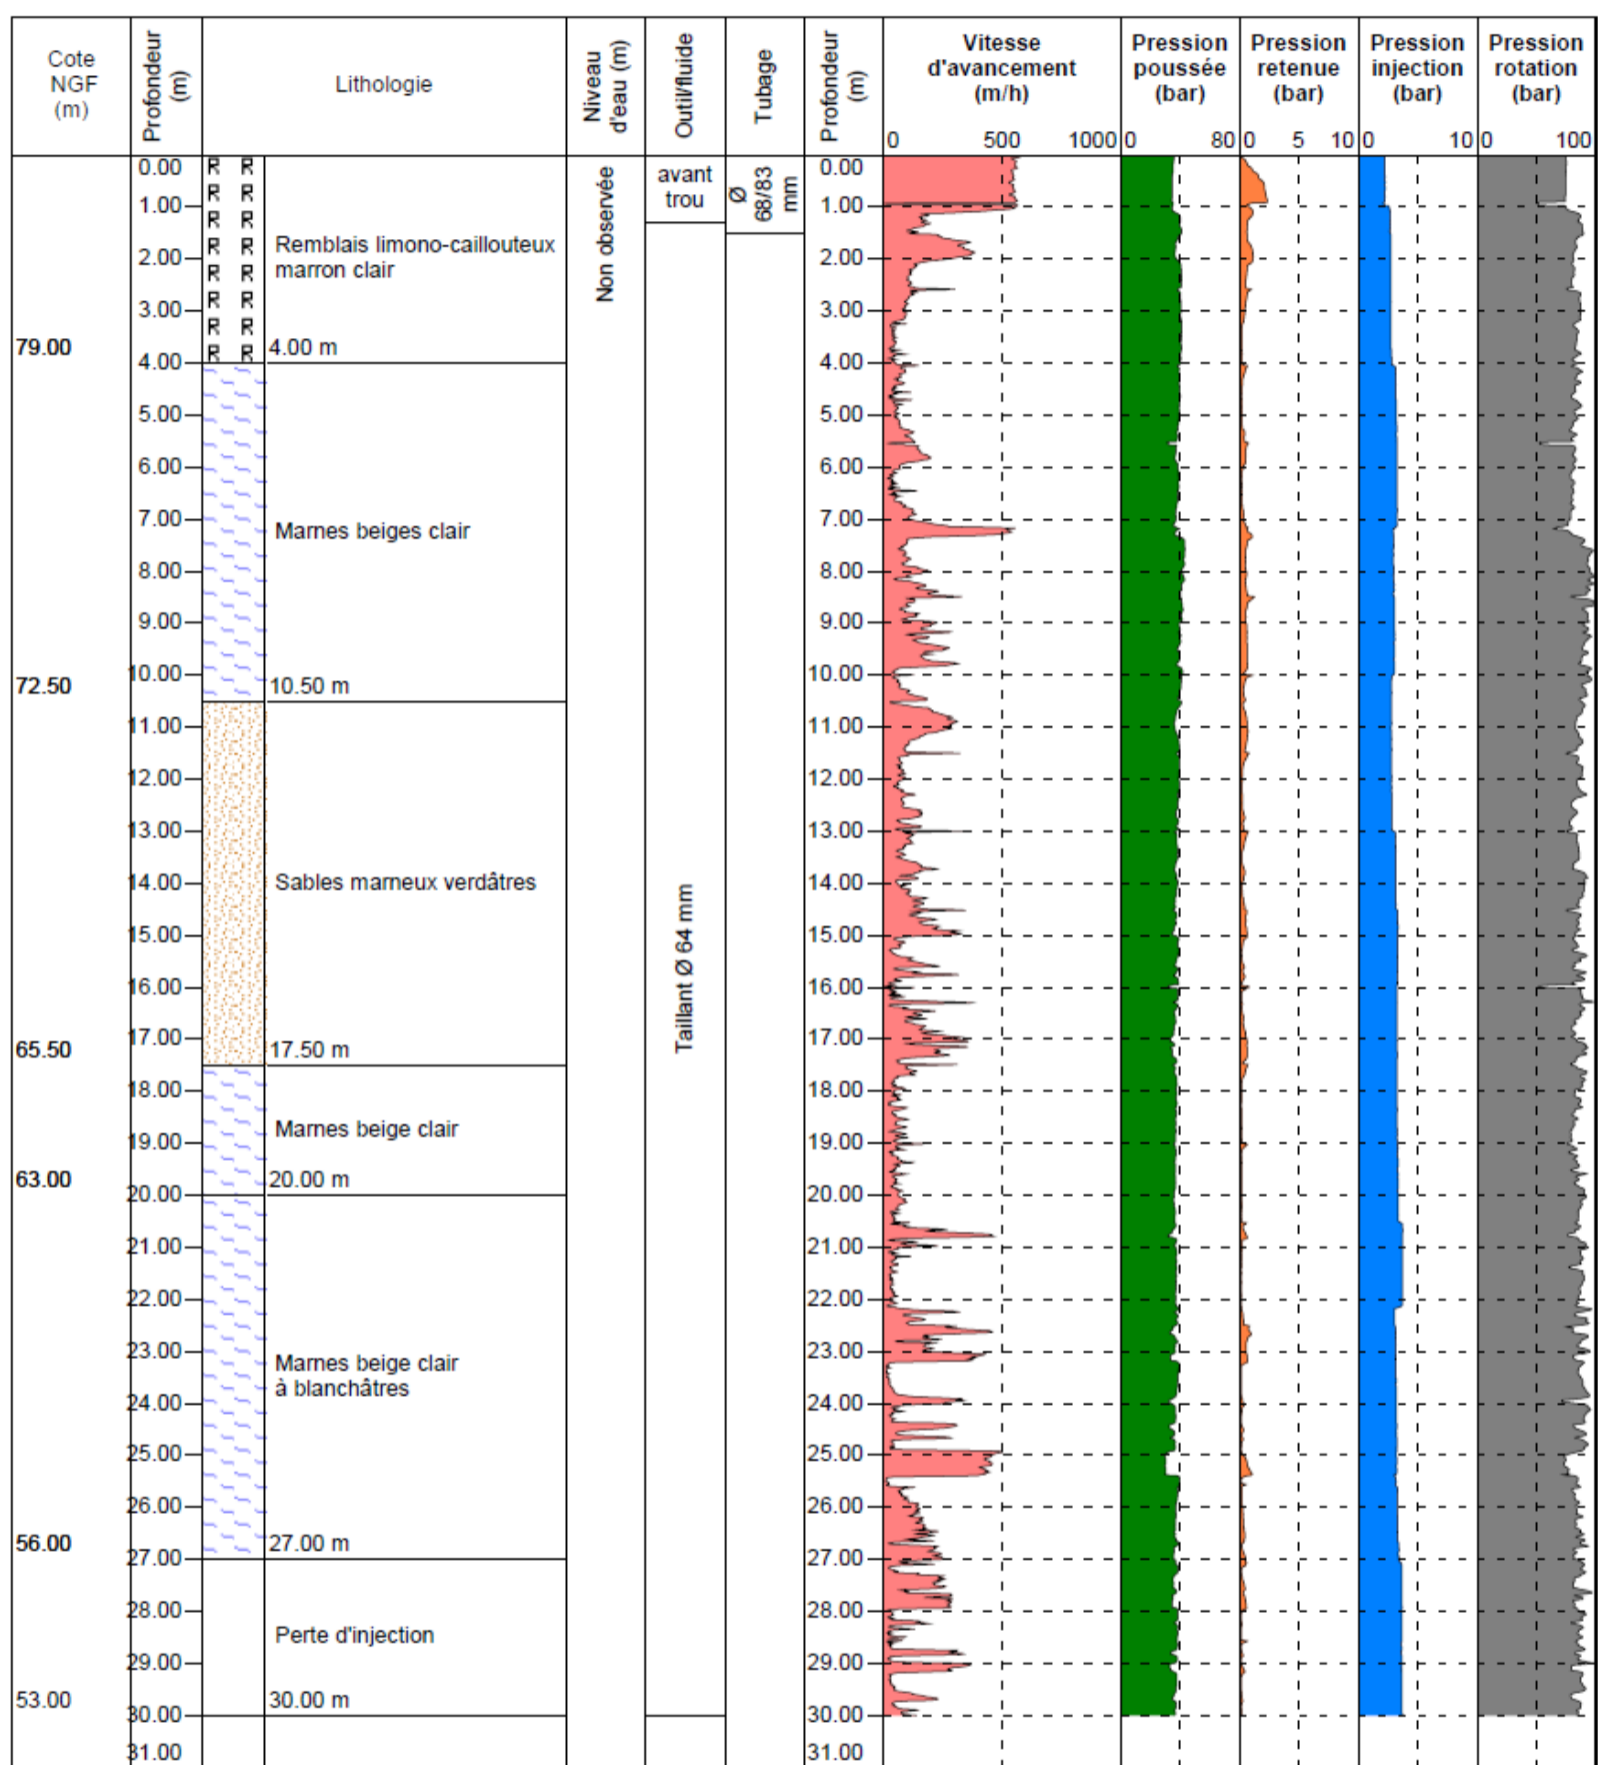 Cote
NGF
(m)
Profondeur
(m)
Lithologie
Niveau
d'eau (m)
Outil/fluide
Tubage
Profondeur
(m)
Vitesse
d'avancement
(m/h)
Pression
poussée
(bar)
Pression
retenue
(bar)
Pression
injection
(bar)
Pression
rotation
(bar)
0 500 1000
0 80
0 5 10
0 10
0 100
79.00
72.50
65.50
63.00
56.00
53.00
0.00
1.00
2.00
3.00
4.00
5.00
6.00
7.00
8.00
9.00
10.00
11.00
12.00
13.00
14.00
15.00
16.00
17.00
18.00
19.00
20.00
21.00
22.00
23.00
24.00
25.00
26.00
27.00
28.00
29.00
30.00
31.00
R R
R R
R R
R R
R R
R R
R R
R R
Remblais limono-caillouteux
marron clair
4.00 m
Marnes beiges clair
10.50 m
Sables marneux verdâtres
17.50 m
Marnes beige clair
20.00 m
Marnes beige clair
à blanchâtres
27.00 m
Perte d'injection
30.00 m
Non observée
avant
trou
Taillant Ø 64 mm
Ø
68/83
mm
0.00
1.00
2.00
3.00
4.00
5.00
6.00
7.00
8.00
9.00
10.00
11.00
12.00
13.00
14.00
15.00
16.00
17.00
18.00
19.00
20.00
21.00
22.00
23.00
24.00
25.00
26.00
27.00
28.00
29.00
30.00
31.00